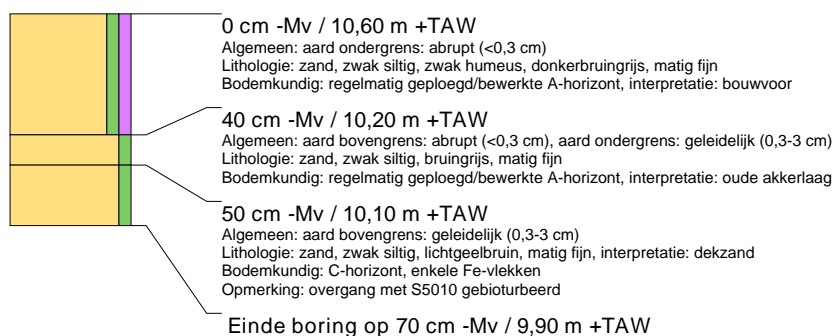 0 cm -Mv / 10,60 m +TAW
Algemeen: aard ondergrens: abrupt (<0,3 cm)
Lithologie: zand, zwak siltig, zwak humeus, donkerbruingrijs, matig fijn
Bodemkundig: regelmatig geploegd/bewerkte A-horizont, interpretatie: bouwvoor
40 cm -Mv / 10,20 m +TAW
Algemeen: aard bovengrens: abrupt (<0,3 cm), aard ondergrens: geleidelijk (0,3-3 cm)
Lithologie: zand, zwak siltig, bruingrijs, matig fijn
Bodemkundig: regelmatig geploegd/bewerkte A-horizont, interpretatie: oude akkerlaag
50 cm -Mv / 10,10 m +TAW
Algemeen: aard bovengrens: geleidelijk (0,3-3 cm)
Lithologie: zand, zwak siltig, lichtgeelbruin, matig fijn, interpretatie: dekzand
Bodemkundig: C-horizont, enkele Fe-vlekken
Opmerking: overgang met S5010 gebioturbeerd
Einde boring op 70 cm -Mv / 9,90 m +TAW